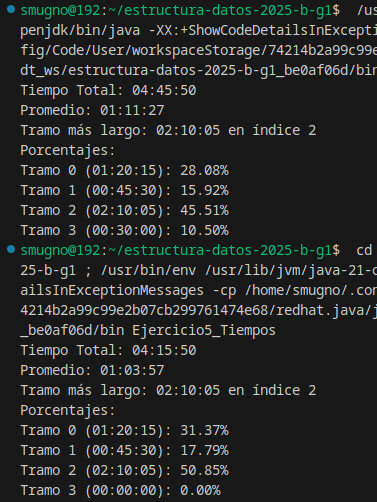 smugno@192:~/estructura-datos-2025-b-g1$ /us
penjdk/bin/java -XX:+ShowCodeDetailsInExcepti
fig/Code/User/workspaceStorage/74214b2a99c99e
dt_ws/estructura-datos-2025-b-g1_be0af06d/bin
Tiempo Total: 04:45:50
Promedio: 01:11:27
Tramo más largo: 02:10:05 en índice 2
Porcentajes:
Tramo 0 (01:20:15): 28.08%
Tramo 1 (00:45:30): 15.92%
Tramo 2 (02:10:05): 45.51%
Tramo 3 (00:30:00): 10.50%
smugno@192:~/estructura-datos-2025-b-g1$ cd
25-b-g1 ; /usr/bin/env /usr/lib/jvm/java-21-o
ailsInExceptionMessages -cp /home/smugno/.con
4214b2a99c99e2b07cb299761474e68/redhat.java/j
_be0af06d/bin Ejercicio5_Tiempos
Tiempo Total: 04:15:50
Promedio: 01:03:57
Tramo más largo: 02:10:05 en índice 2
Porcentajes:
Tramo 0 (01:20:15): 31.37%
Tramo 1 (00:45:30): 17.79%
Tramo 2 (02:10:05): 50.85%
Tramo 3 (00:00:00): 0.00%